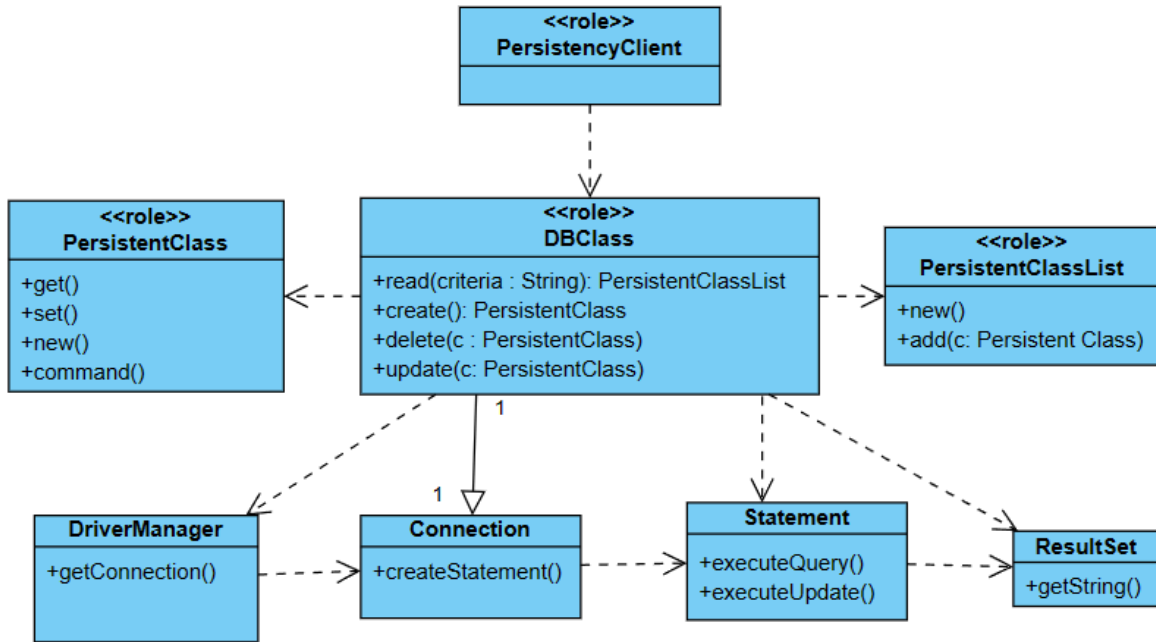 <<role>>
PersistencyClient
<<role>>
PersistentClass
+get()
+set()
+new()
+command()
<<role>>
DBClass
+read(criteria : String): PersistentClassList
+create(): PersistentClass
+delete(c : PersistentClass)
+update(c: PersistentClass)
<<role>>
PersistentClassList
+new()
+add(c: Persistent Class)
1
1
DriverManager
+getConnection()
Connection
+createStatement()
Statement
+executeQuery()
+executeUpdate()
ResultSet
+getString()